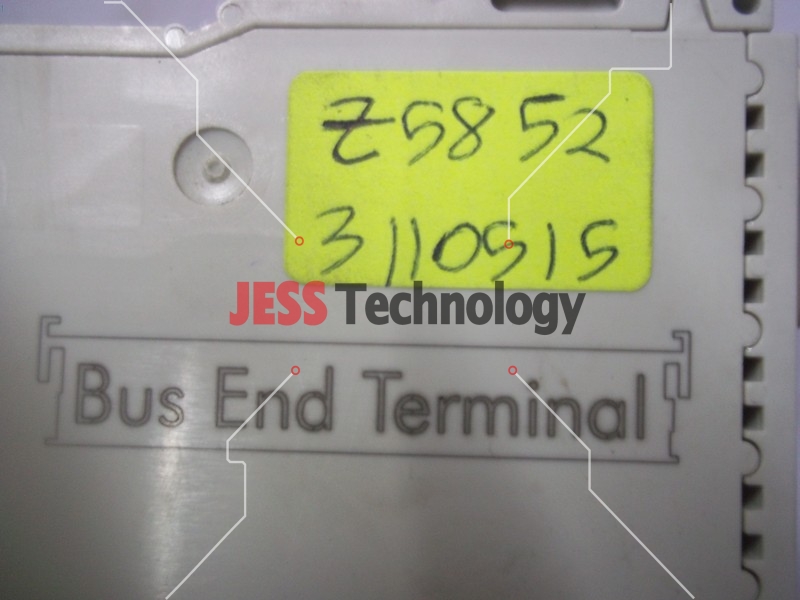 Z5852
3110515
JESS Technology
Bus End Terminal